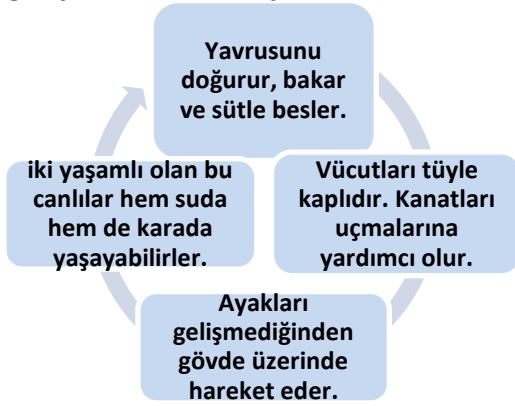 Yavrusunu
doğurur, bakar
ve sütle besler.
iki yaşamlı olan bu
canlılar hem suda
hem de karada
yaşayabilirler.
Vücutları tüyle
kaplıdır. Kanatları
uçmalarına
yardımcı olur.
Ayakları
gelişmediğinden
gövde üzerinde
hareket eder.